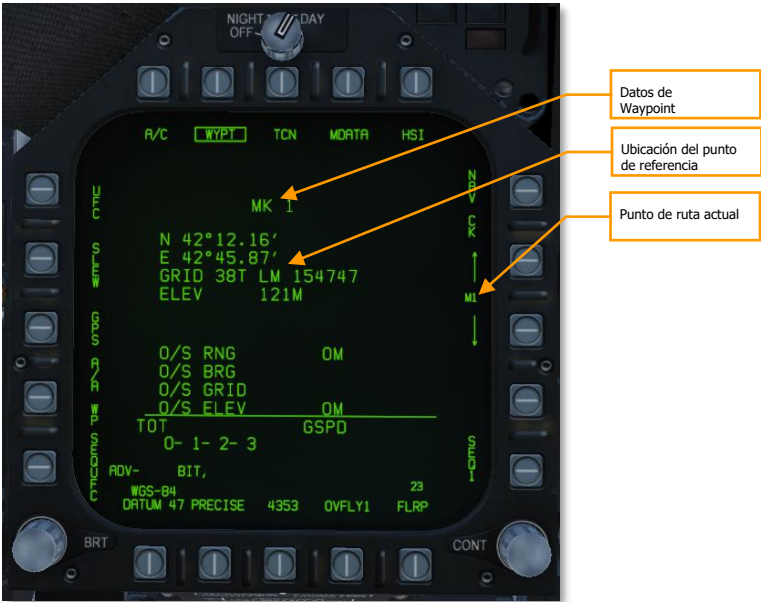 NIGHT DAY
OFF
A/C WYPT TCN MDATA HSI
UFC
NAV CK
MK 1
SLEW
N 42°12.16′
E 42°45.87′
GRID 38T LM 154747
ELEV 121M
M1
GPS
A/A WP
O/S RNG 0M
O/S BRG
O/S GRID
O/S ELEV 0M
TOT GSPD
0- 1- 2- 3
SEQUFC
SEQ1
ADV- BIT,
WGS-84 23
DATUM 47 PRECISE 4353 OVFLY1 FLRP
BRT CONT
Datos de
Waypoint
Ubicación del punto
de referencia
Punto de ruta actual